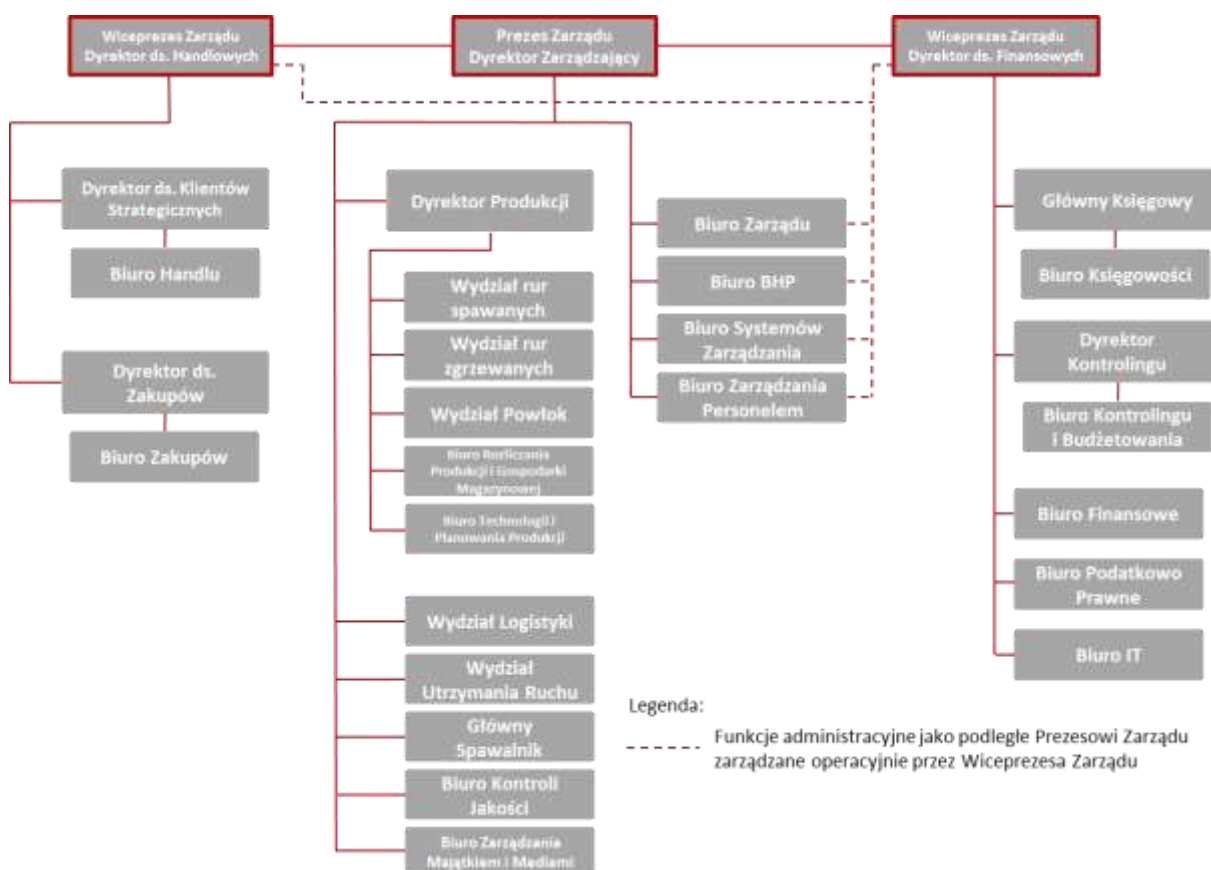 Wiceprezes Zarządu
Dyrektor ds. Handlowych
Prezes Zarządu
Dyrektor Zarządzający
Wiceprezes Zarządu
Dyrektor ds. Finansowych
Dyrektor ds. Klientów
Strategicznych
Biuro Handlu
Dyrektor ds.
Zakupów
Biuro Zakupów
Dyrektor Produkcji
Wydział rur
spawanych
Wydział rur
zgrzewanych
Wydział Powłok
Biuro Rozliczania
Produkcji i Gospodarki
Magazynowej
Biuro Technologii i
Planowania Produkcji
Wydział Logistyki
Wydział
Utrzymania Ruchu
Główny
Spawalnik
Biuro Kontroli
Jakości
Biuro Zarządzania
Majątkiem i Mediami
Biuro Zarządu
Biuro BHP
Biuro Systemów
Zarządzania
Biuro Zarządzania
Personelem
Główny Księgowy
Biuro Księgowości
Dyrektor
Kontrolingu
Biuro Kontrolingu
i Budżetowania
Biuro Finansowe
Biuro Podatkowo
Prawne
Biuro IT
Legenda:
Funkcje administracyjne jako podległe Prezesowi Zarządu
zarządzane operacyjnie przez Wiceprezesa Zarządu